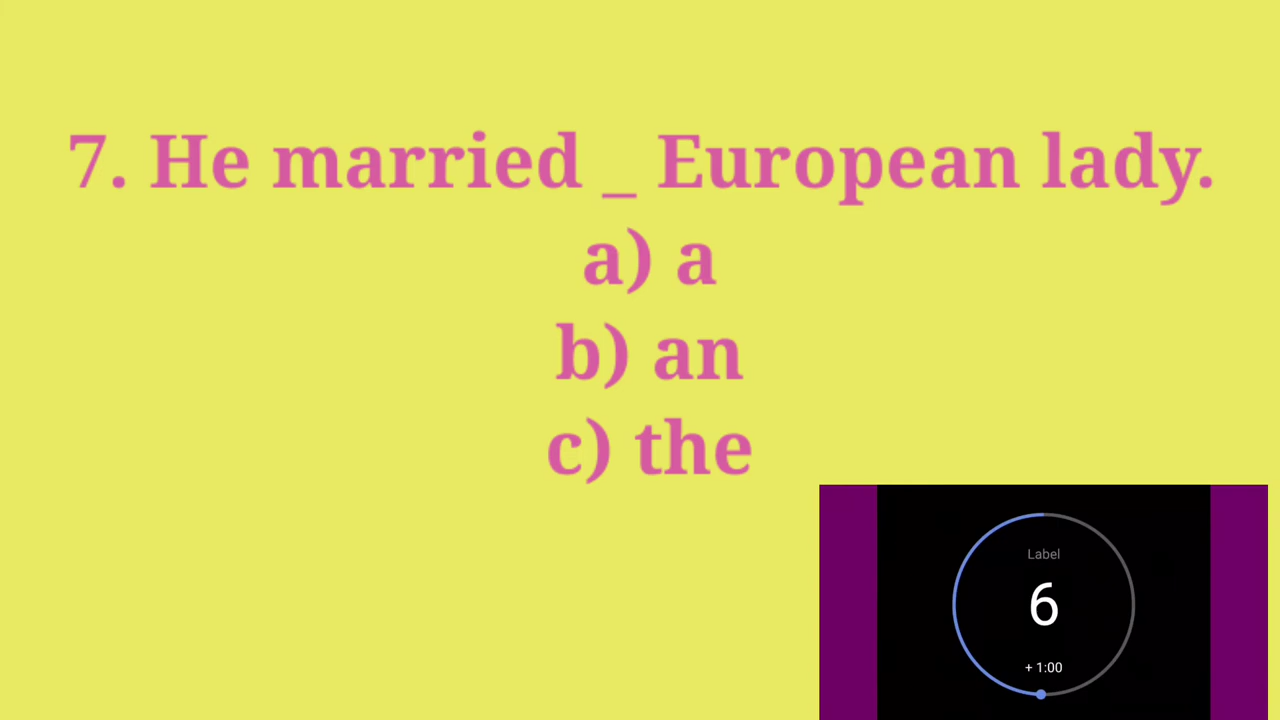 7. He married _ European lady.
a) a
b) an
c) the
Label
6
+ 1:00